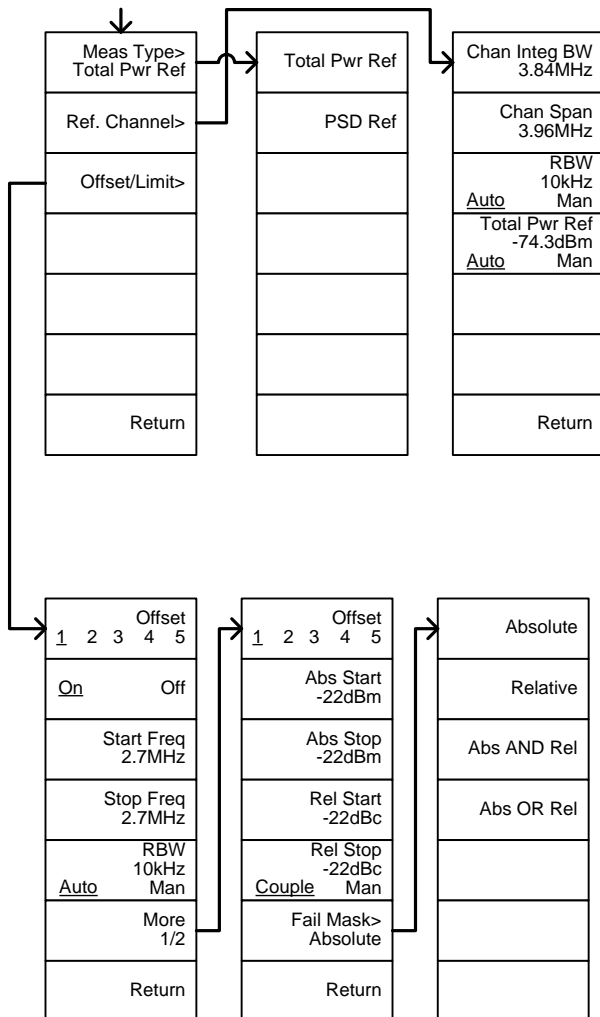 Meas Type>
Total Pwr Ref
Ref. Channel>
Offset/Limit>
Return
Total Pwr Ref
PSD Ref
Chan Integ BW
3.84MHz
Chan Span
3.96MHz
RBW
10kHz
Auto Man
Total Pwr Ref
-74.3dBm
Auto Man
Return
Offset
1 2 3 4 5
On Off
Start Freq
2.7MHz
Stop Freq
2.7MHz
RBW
10kHz
Auto Man
More
1/2
Return
Offset
1 2 3 4 5
Abs Start
-22dBm
Abs Stop
-22dBm
Rel Start
-22dBc
Rel Stop
-22dBc
Couple Man
Fail Mask>
Absolute
Return
Absolute
Relative
Abs AND Rel
Abs OR Rel